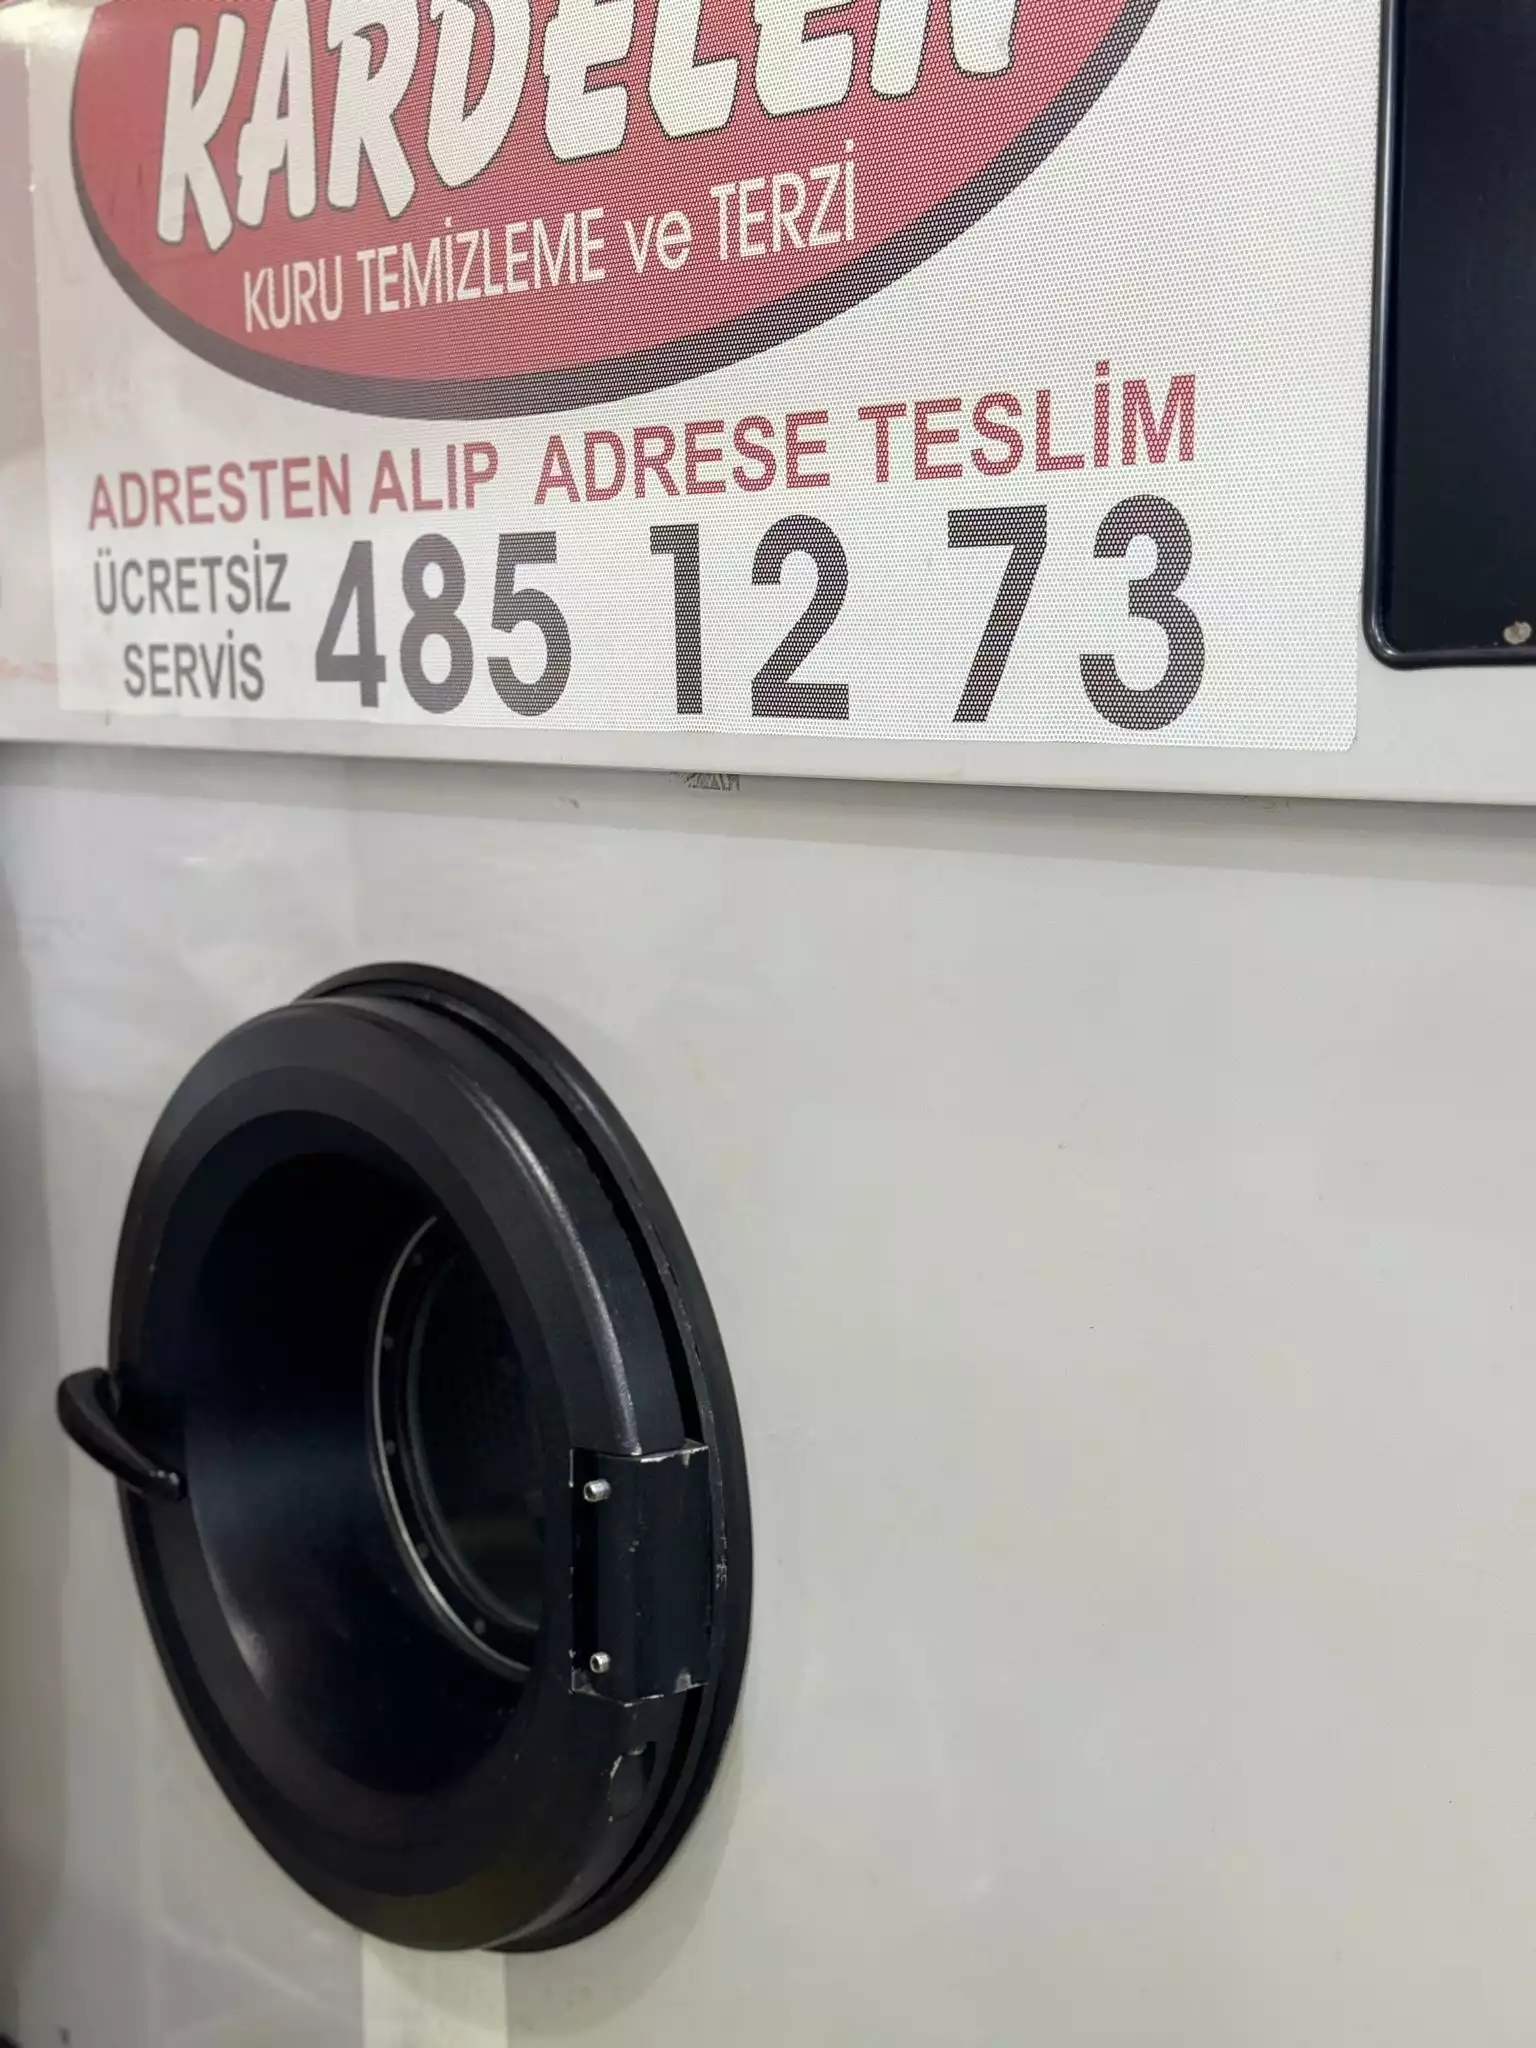 KARDELEN
KURU TEMİZLEME ve TERZİ
ADRESTEN ALIP ADRESE TESLİM
ÜCRETSİZ
SERVİS
485 12 73